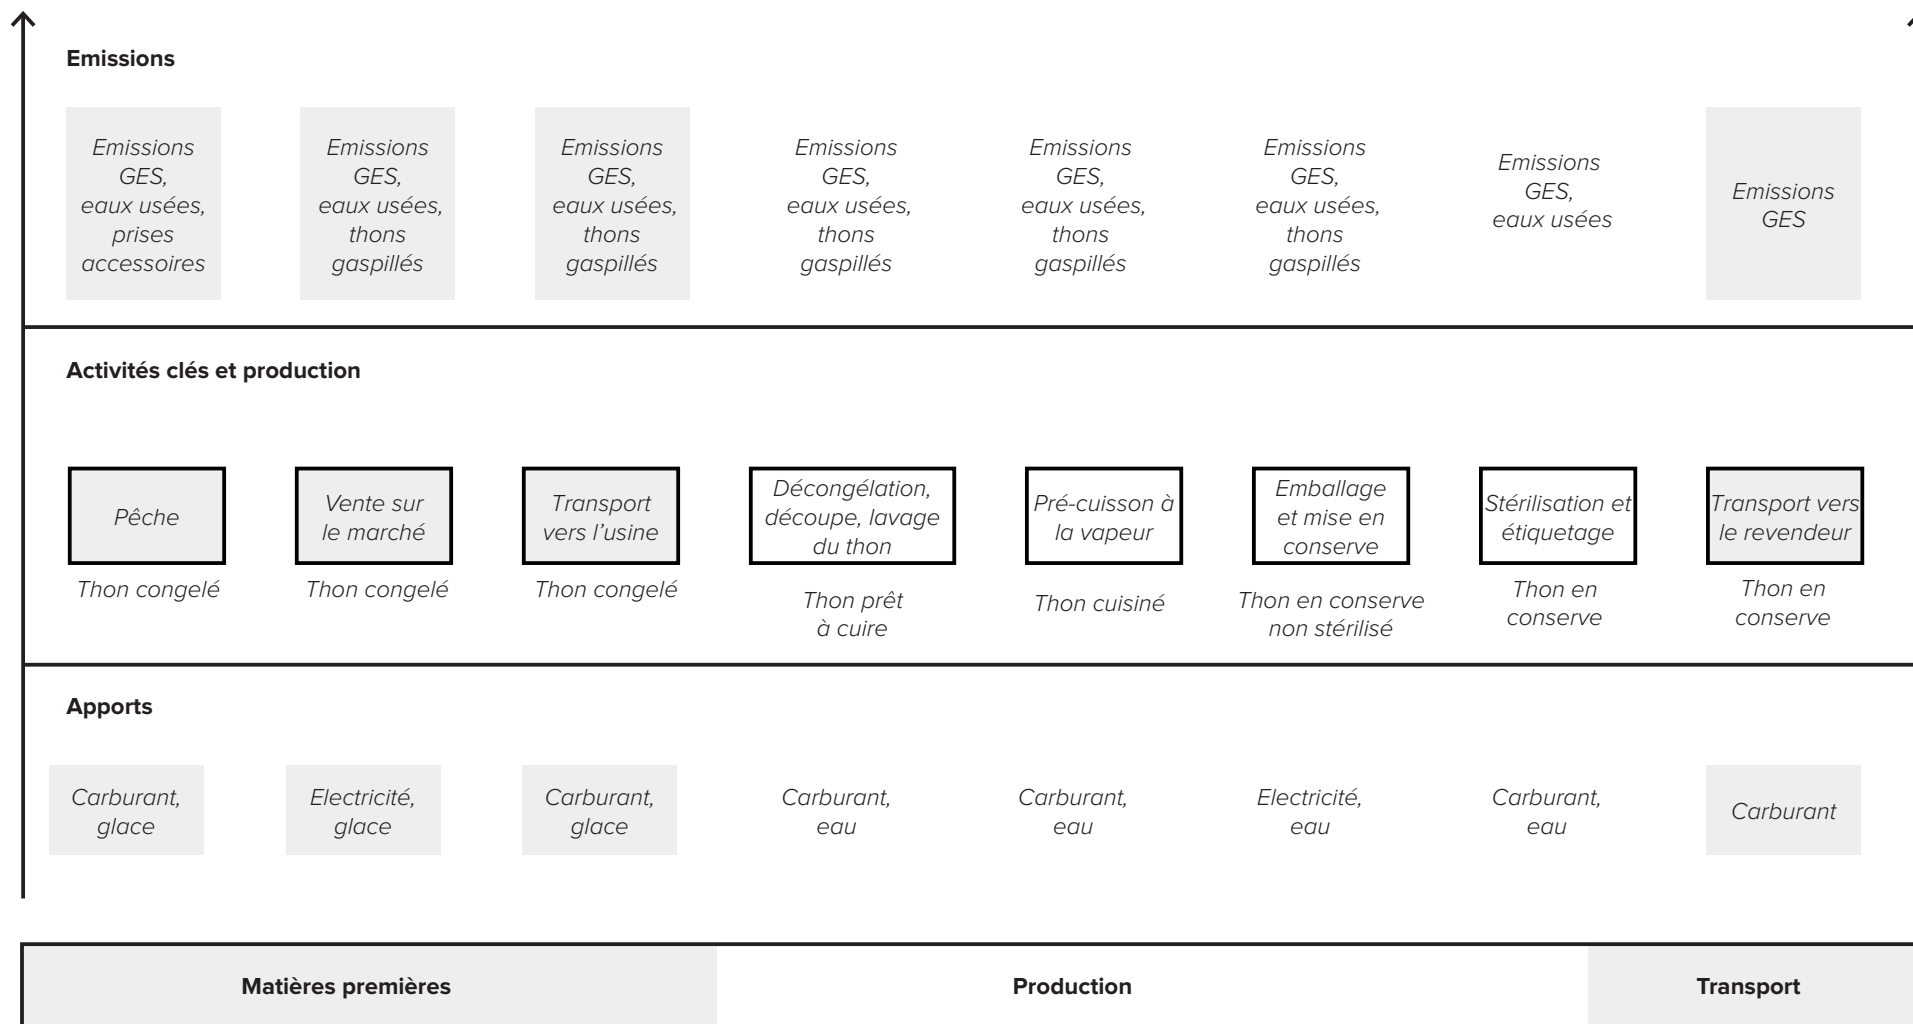 Emissions
Emissions
GES,
eaux usées,
prises
accessoires
Emissions
GES,
eaux usées,
thons
gaspillés
Emissions
GES,
eaux usées,
thons
gaspillés
Emissions
GES,
eaux usées,
thons
gaspillés
Emissions
GES,
eaux usées,
thons
gaspillés
Emissions
GES,
eaux usées,
thons
gaspillés
Emissions
GES,
eaux usées
Emissions
GES
Activités clés et production
Pêche
Vente sur
le marché
Transport
vers l’usine
Décongélation,
découpe, lavage
du thon
Pré-cuisson à
la vapeur
Emballage
et mise en
conserve
Stérilisation et
étiquetage
Transport vers
le revendeur
Thon congelé
Thon congelé
Thon congelé
Thon prêt
à cuire
Thon cuisiné
Thon en conserve
non stérilisé
Thon en
conserve
Thon en
conserve
Apports
Carburant,
glace
Electricité,
glace
Carburant,
glace
Carburant,
eau
Carburant,
eau
Electricité,
eau
Carburant,
eau
Carburant
Matières premières
Production
Transport